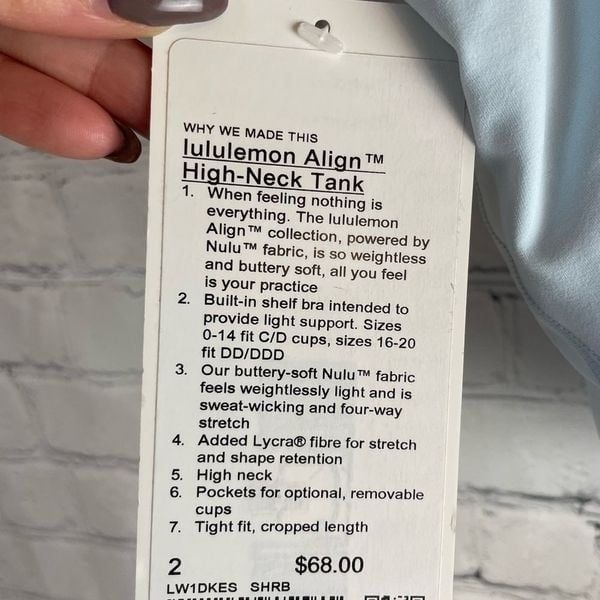 WHY WE MADE THIS
lululemon Align™
High-Neck Tank
1. When feeling nothing is
everything. The lululemon
Align™ collection, powered by
Nulu™ fabric, is so weightless
and buttery soft, all you feel
is your practice
2. Built-in shelf bra intended to
provide light support. Sizes
0-14 fit C/D cups, sizes 16-20
fit DD/DDD
3. Our buttery-soft Nulu™ fabric
feels weightlessly light and is
sweat-wicking and four-way
stretch
4. Added Lycra® fibre for stretch
and shape retention
5. High neck
6. Pockets for optional, removable
cups
7. Tight fit, cropped length
2 $68.00
LW1DKES SHRB